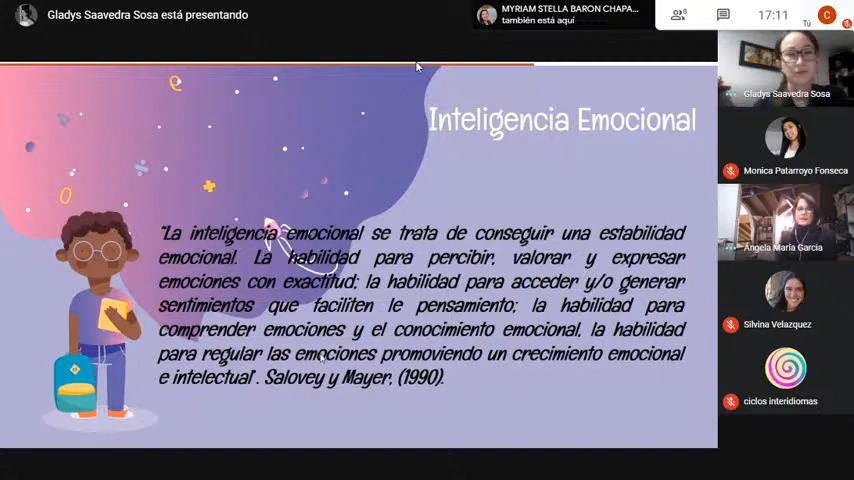 Gladys Saavedra Sosa está presentando
MYRIAM STELLA BARON CHAPA...
también está aquí
8
17:11
Tú
C
Inteligencia Emocional
"La inteligencia emocional se trata de conseguir una estabilidad
emocional. La habilidad para percibir, valorar y expresar
emociones con exactitud; la habilidad para acceder y/o generar
sentimientos que faciliten le pensamiento; la habilidad para
comprender emociones y el conocimiento emocional, la habilidad
para regular las emociones promoviendo un crecimiento emocional
e intelectual". Salovey y Mayer, (1990).
Gladys Saavedra Sosa
Monica Patarroyo Fonseca
Angela María Garcia
Silvina Velazquez
ciclos interidiomas